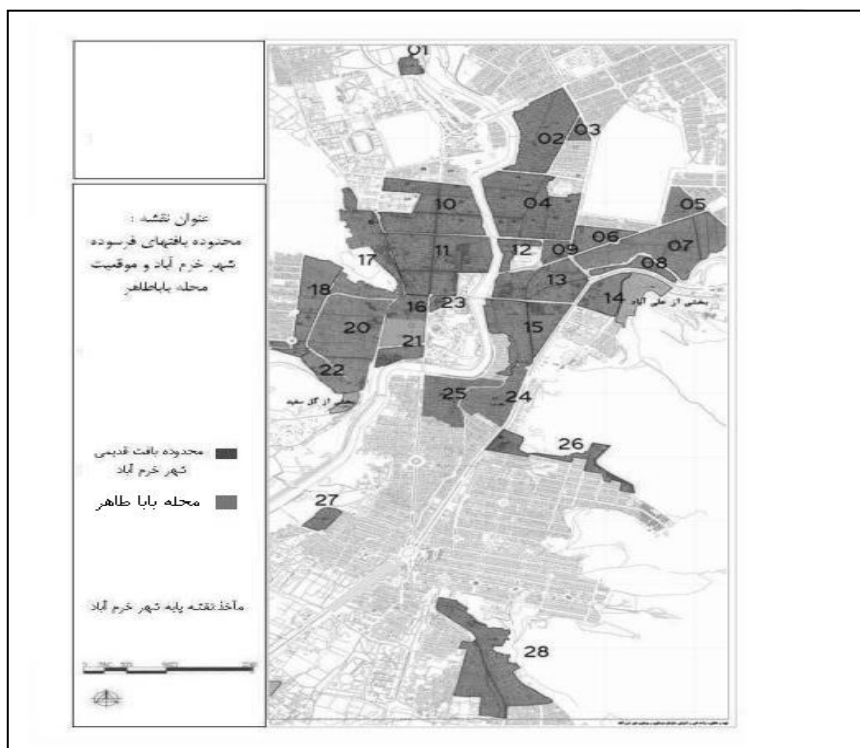 عنوان نقشه :
محدوده بافتهای فرسوده
شهر خرم آباد و موقعیت
محله باباطاهر
محدوده بافت قدیمی
شهر خرم آباد
محله بابا طاهر
مآخذ:نقشه پایه شهر خرم آباد
01
02
03
04
05
06
07
08
09
10
11
12
13
14
بخشی از علی آباد
15
16
17
18
20
21
22
23
بخشی از گل سفید
24
25
26
27
28